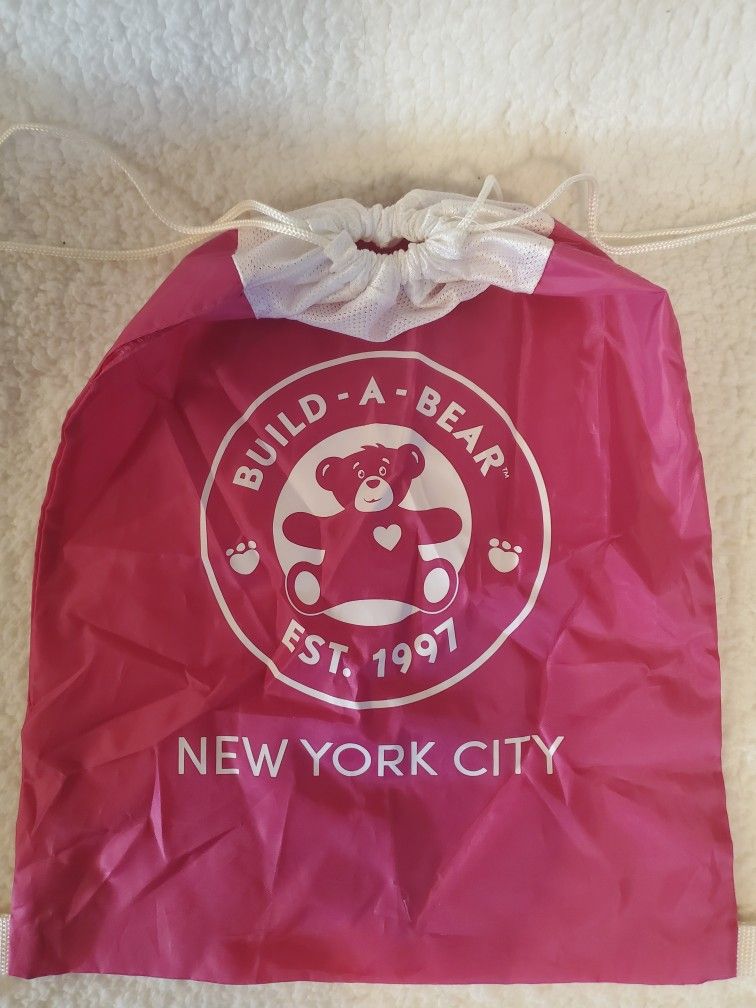 BUILD-A-BEAR™
EST. 1997
NEW YORK CITY